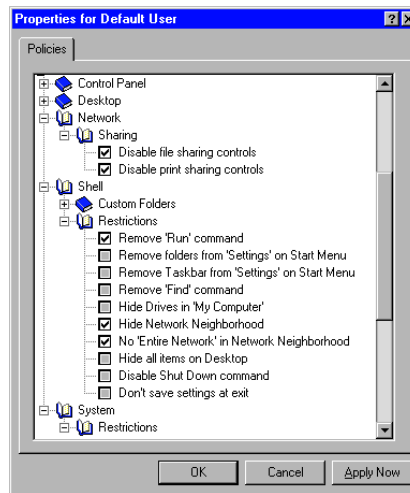 Properties for Default User
Policies
Control Panel
Desktop
Network
Sharing
Disable file sharing controls
Disable print sharing controls
Shell
Custom Folders
Restrictions
Remove 'Run' command
Remove folders from 'Settings' on Start Menu
Remove Taskbar from 'Settings' on Start Menu
Remove 'Find' command
Hide Drives in 'My Computer'
Hide Network Neighborhood
No 'Entire Network' in Network Neighborhood
Hide all items on Desktop
Disable Shut Down command
Don't save settings at exit
System
Restrictions
OK Cancel Apply Now